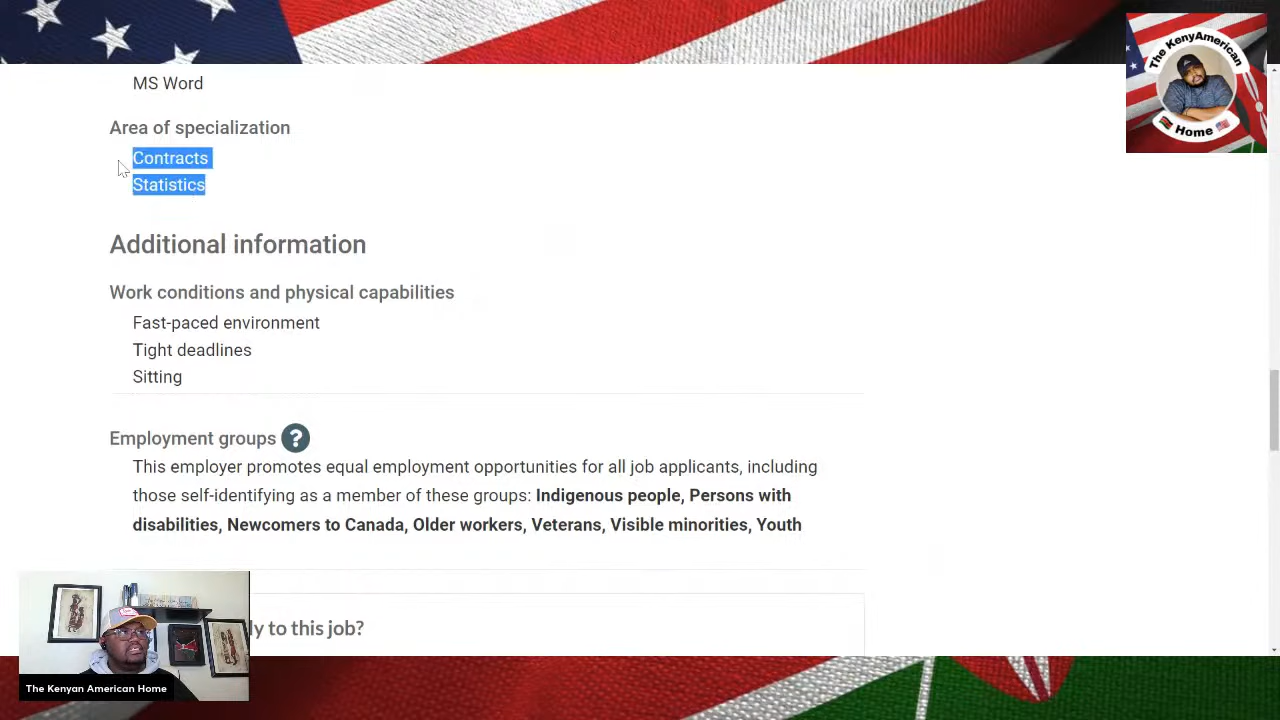 The KenyAmerican
Home
MS Word
Area of specialization
Contracts
Statistics
Additional information
Work conditions and physical capabilities
Fast-paced environment
Tight deadlines
Sitting
Employment groups ?
This employer promotes equal employment opportunities for all job applicants, including
those self-identifying as a member of these groups: Indigenous people, Persons with
disabilities, Newcomers to Canada, Older workers, Veterans, Visible minorities, Youth
ly to this job?
The Kenyan American Home